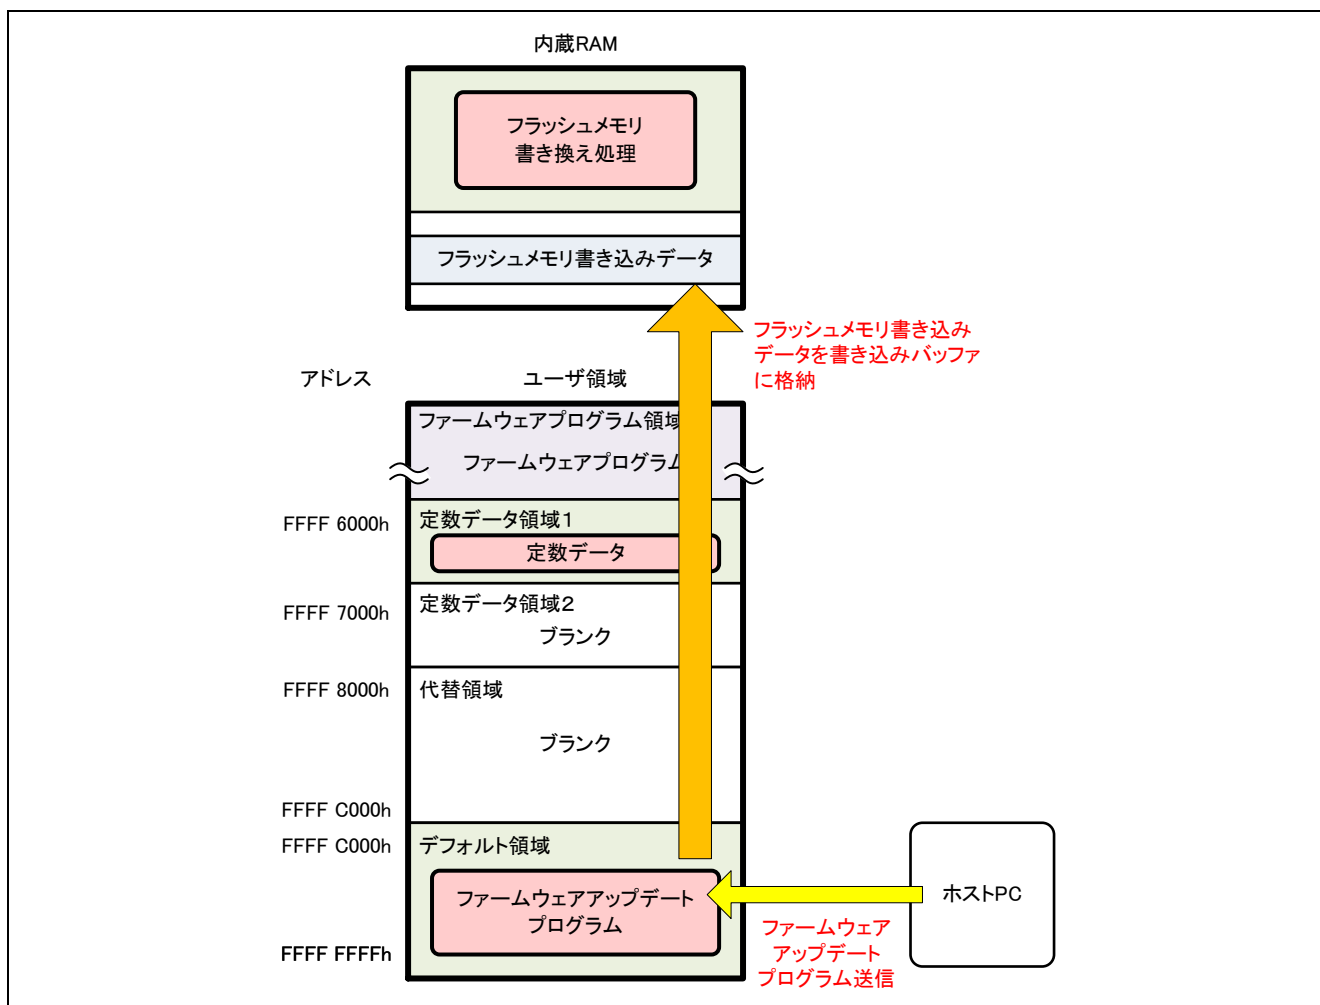 内蔵RAM
フラッシュメモリ
書き換え処理
フラッシュメモリ書き込みデータ
フラッシュメモリ書き込み
データを書き込みバッファ
に格納
アドレス
ユーザ領域
ファームウェアプログラム領域
ファームウェアプログラム
FFFF 6000h
定数データ領域1
定数データ
FFFF 7000h
定数データ領域2
ブランク
FFFF 8000h
代替領域
ブランク
FFFF C000h
FFFF C000h
デフォルト領域
ファームウェアアップデート
プログラム
ホストPC
ファームウェア
アップデート
プログラム送信
FFFF FFFFh